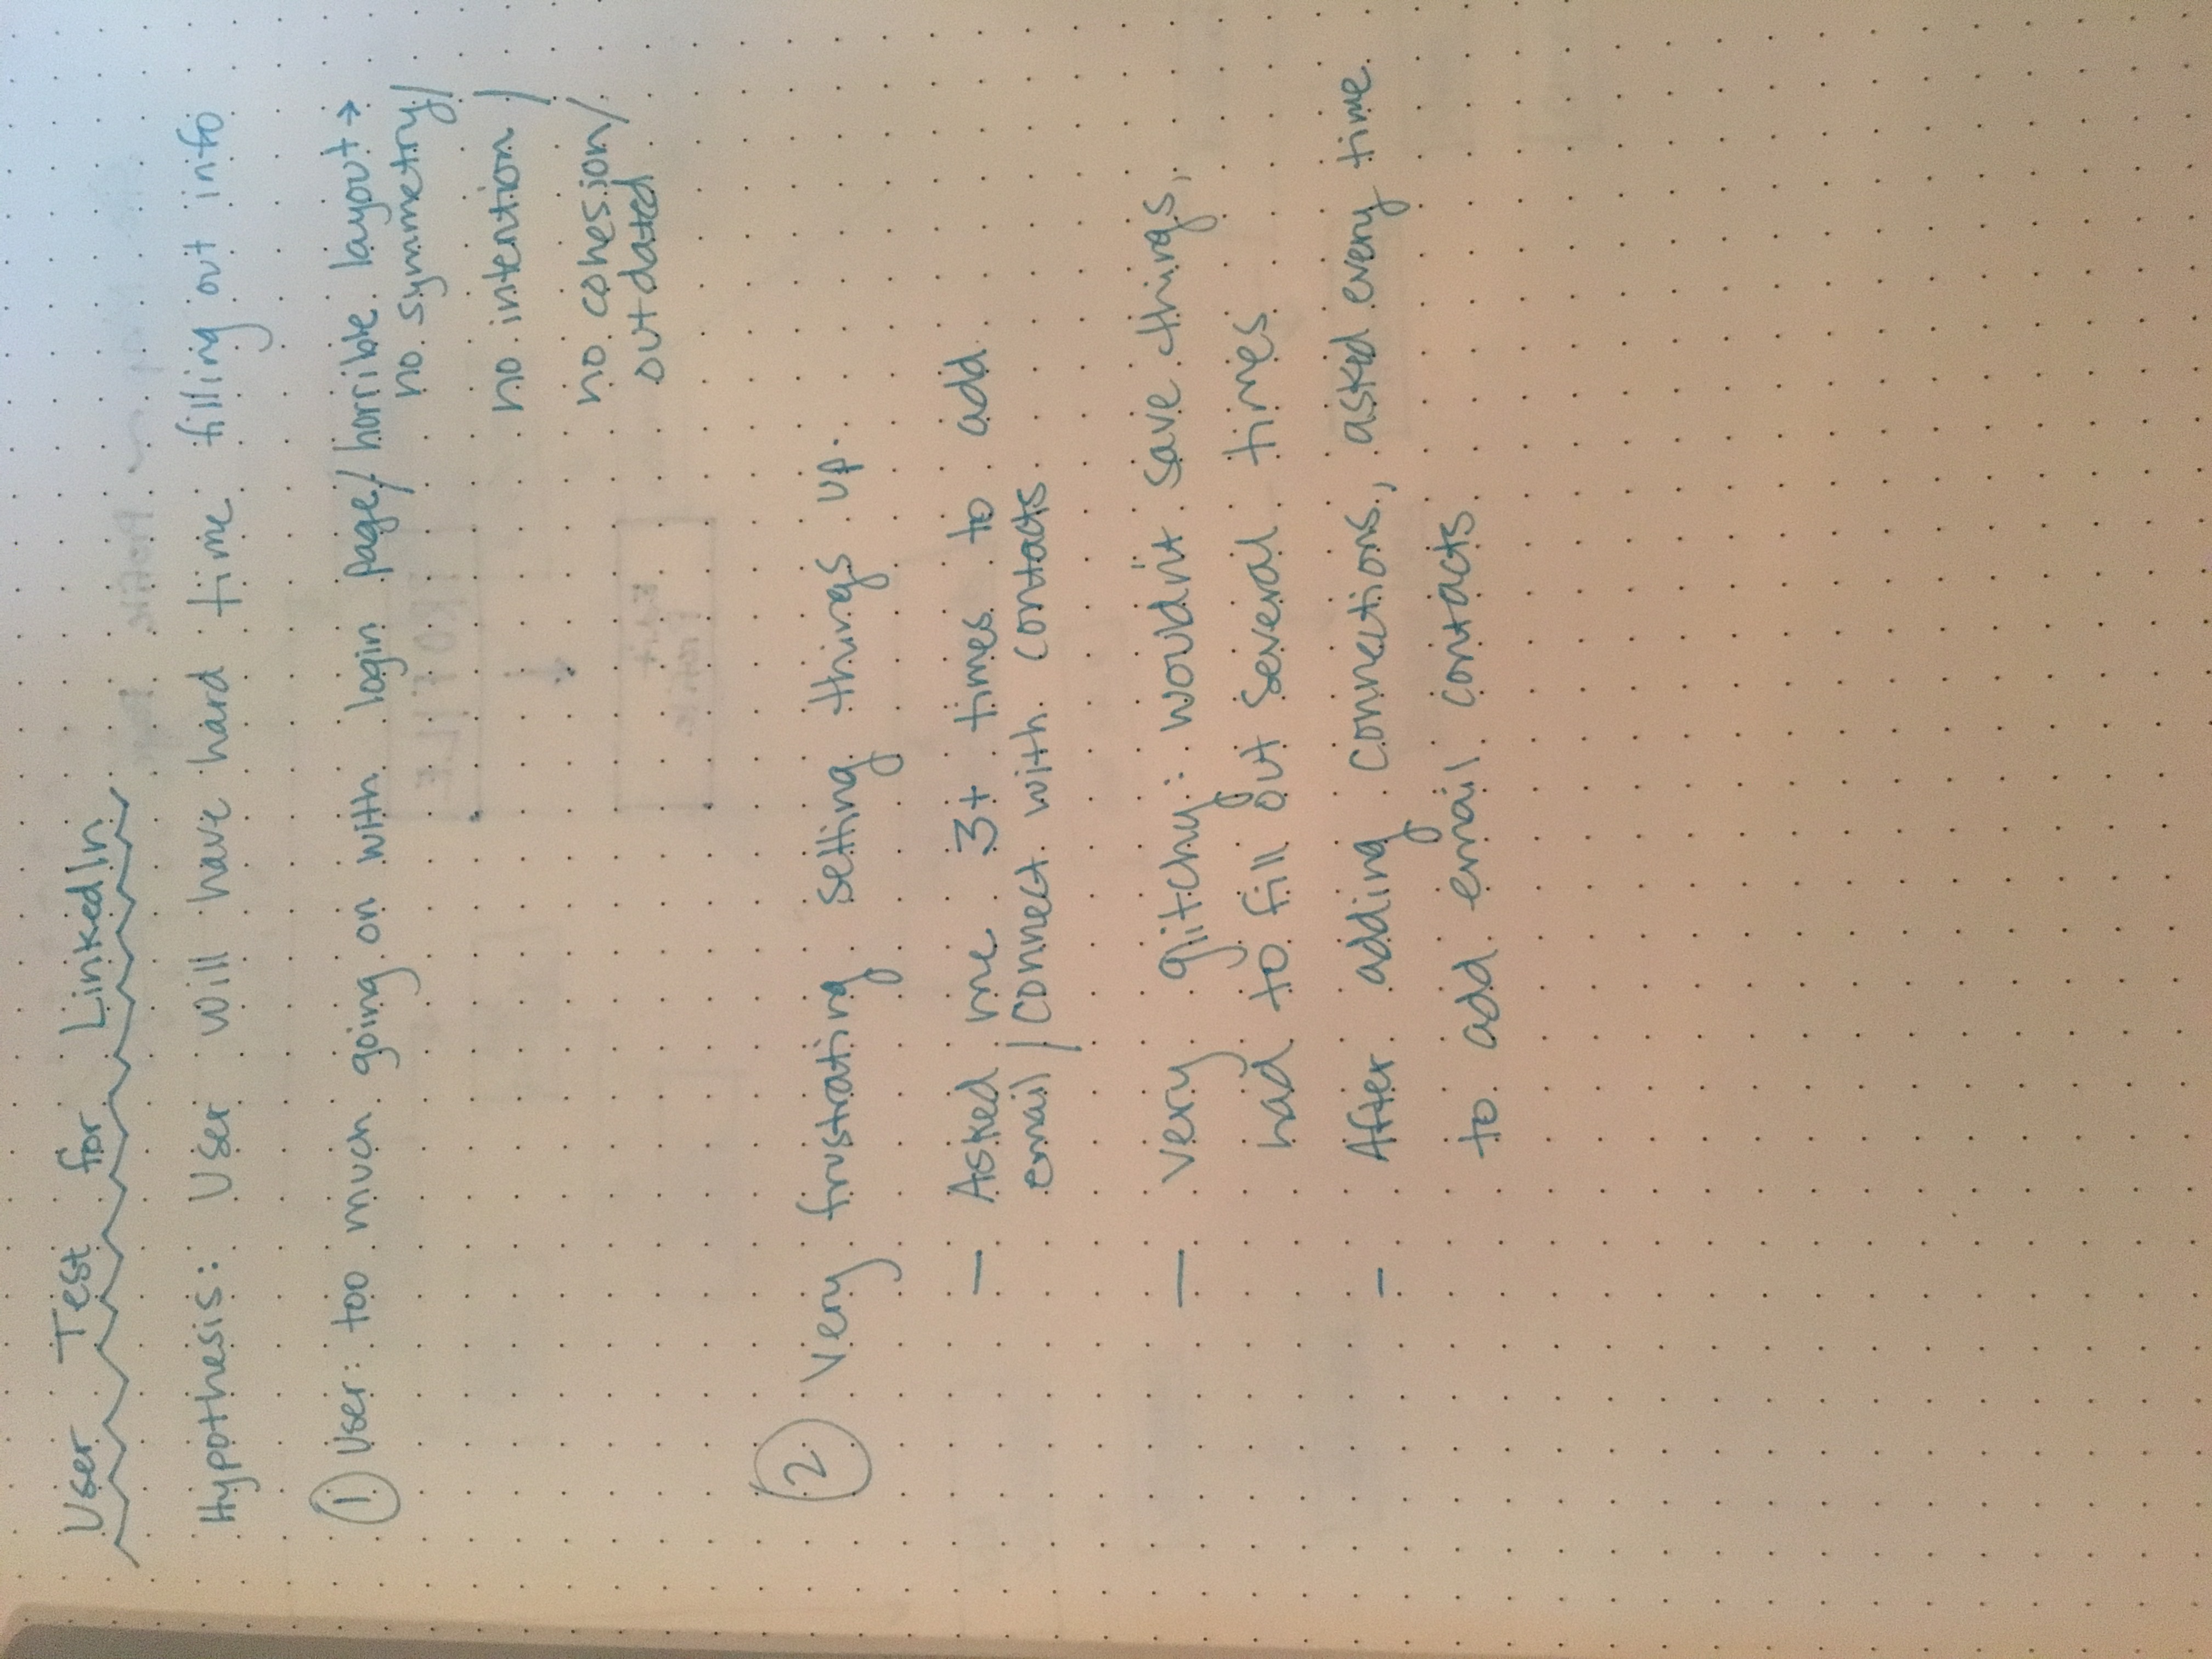 User Test for LinkedIn
Hypothesis: User will have hard time filling out info
1 User: too much going on with login page/horrible layout →
no symmetry/
no intention/
no cohesion/
outdated
2 Very frustrating setting things up.
- Asked me 3+ times to add
email/connect with contacts
- Very glitchy: wouldn't save things,
had to fill out several times
- After adding connections, asked every time
to add email contacts
PROFILE
Edit
Profile